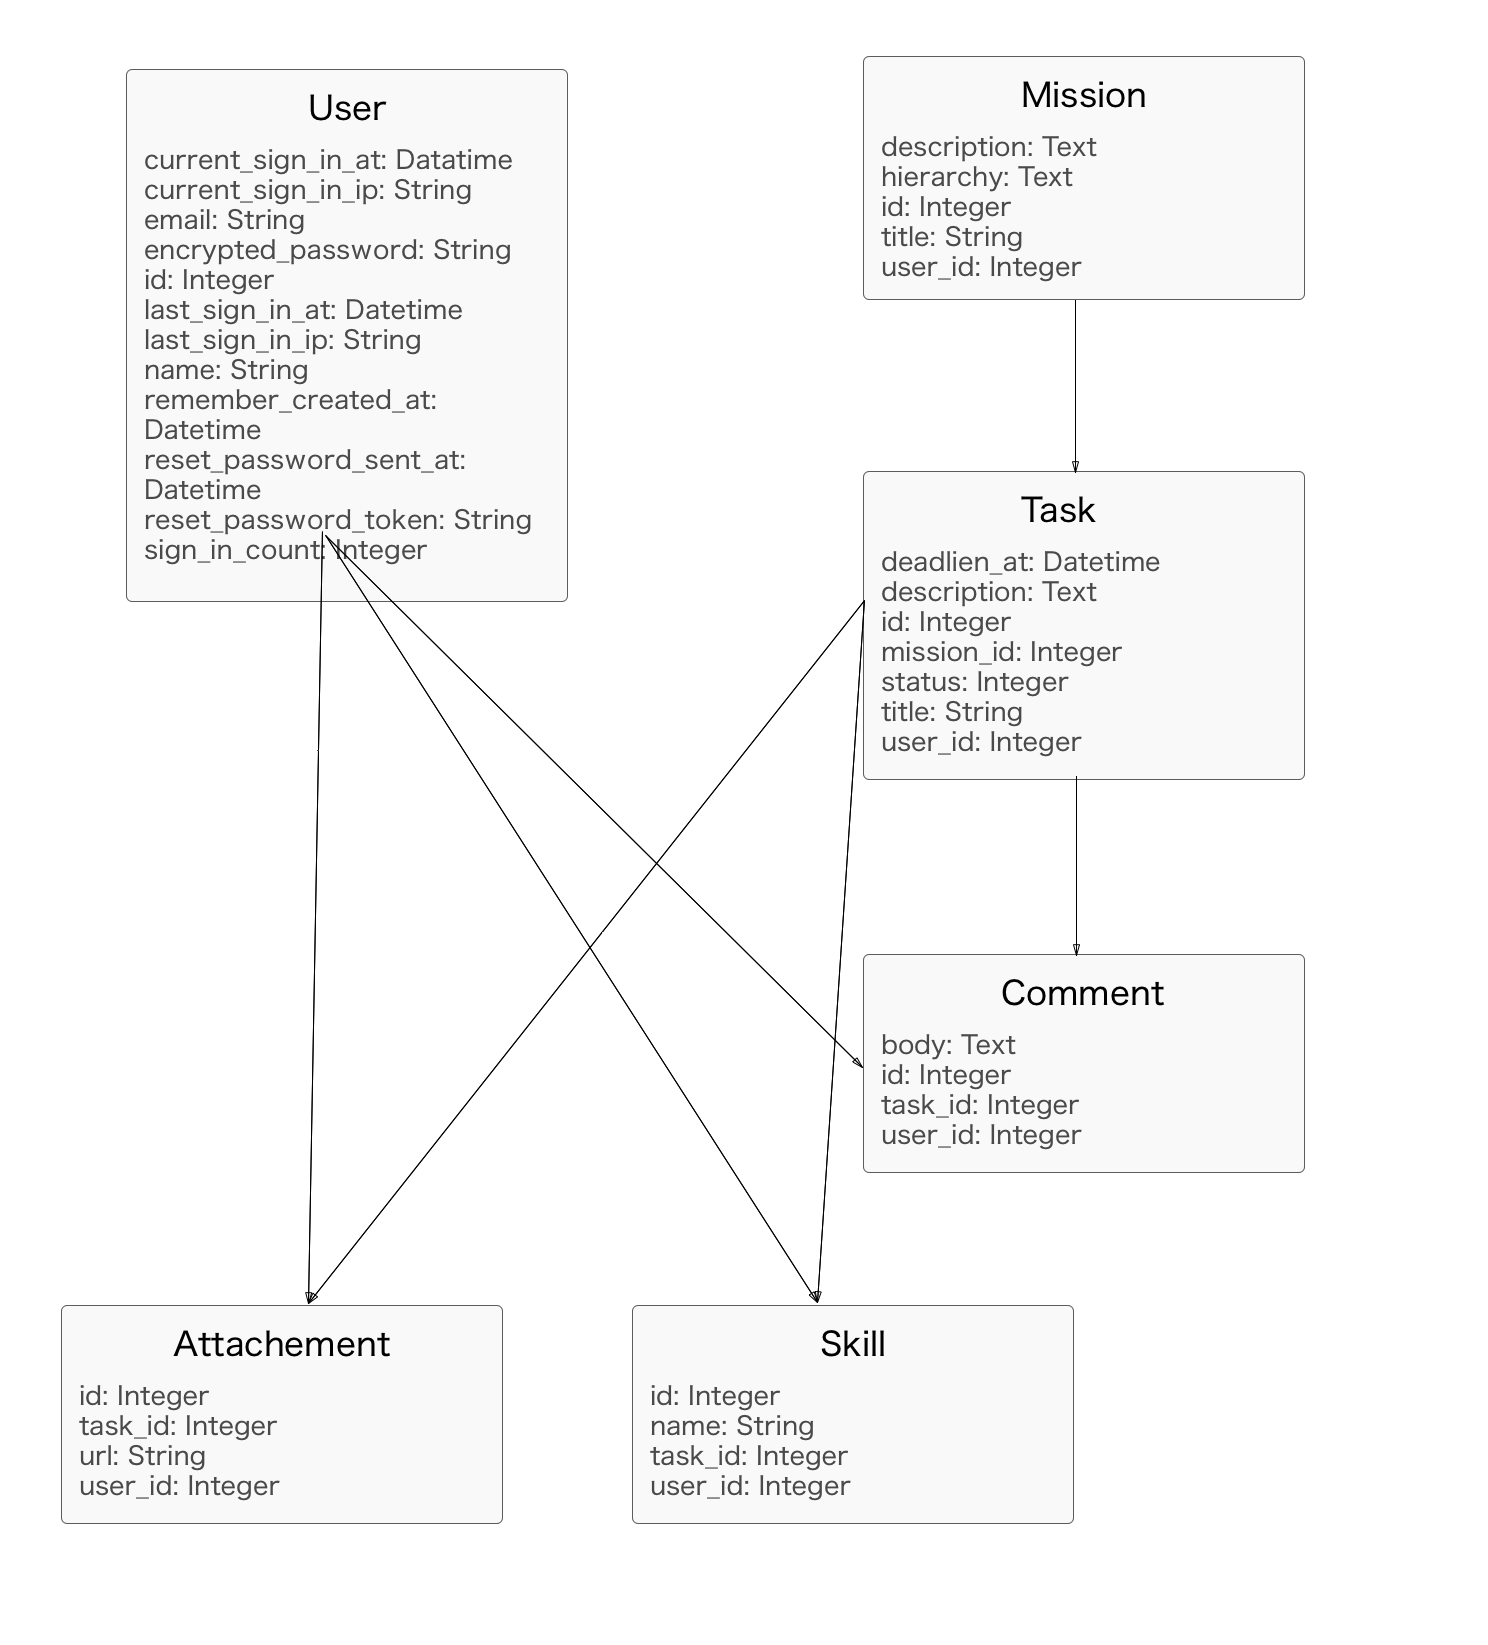 User
current_sign_in_at: Datatime
current_sign_in_ip: String
email: String
encrypted_password: String
id: Integer
last_sign_in_at: Datetime
last_sign_in_ip: String
name: String
remember_created_at:
Datetime
reset_password_sent_at:
Datetime
reset_password_token: String
sign_in_count: Integer
Mission
description: Text
hierarchy: Text
id: Integer
title: String
user_id: Integer
Task
deadlien_at: Datetime
description: Text
id: Integer
mission_id: Integer
status: Integer
title: String
user_id: Integer
Comment
body: Text
id: Integer
task_id: Integer
user_id: Integer
Attachement
id: Integer
task_id: Integer
url: String
user_id: Integer
Skill
id: Integer
name: String
task_id: Integer
user_id: Integer